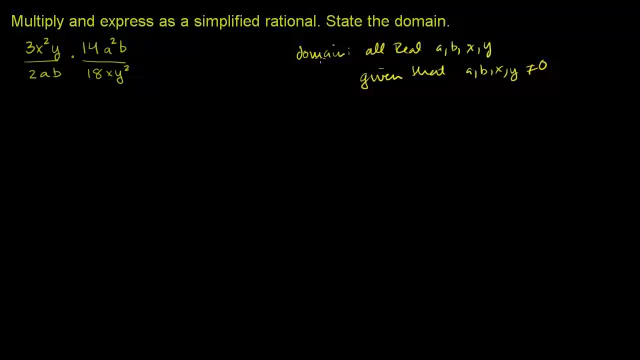 Multiply and express as a simplified rational. State the domain.
3x²y / 2ab · 14a²b / 18xy²
domain: all real a, b, x, y
given that a, b, x, y ≠ 0